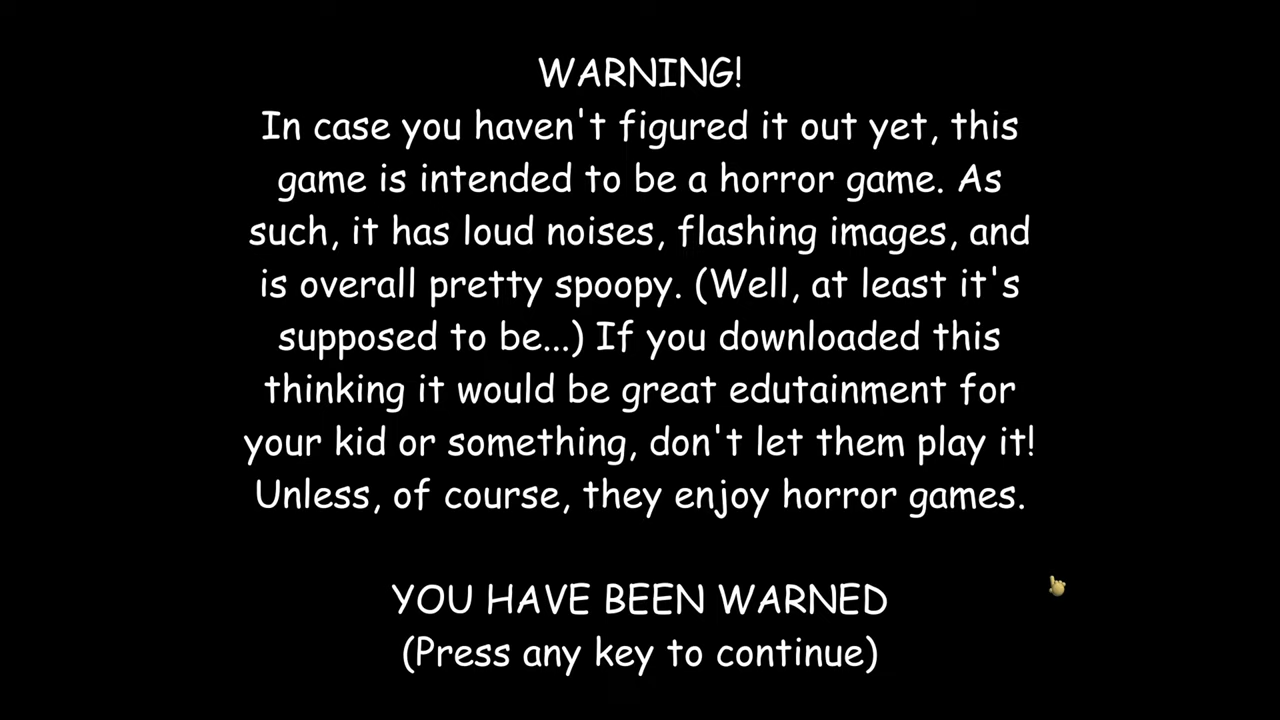 WARNING!
In case you haven't figured it out yet, this
game is intended to be a horror game. As
such, it has loud noises, flashing images, and
is overall pretty spoopy. (Well, at least it's
supposed to be...) If you downloaded this
thinking it would be great edutainment for
your kid or something, don't let them play it!
Unless, of course, they enjoy horror games.
YOU HAVE BEEN WARNED
(Press any key to continue)